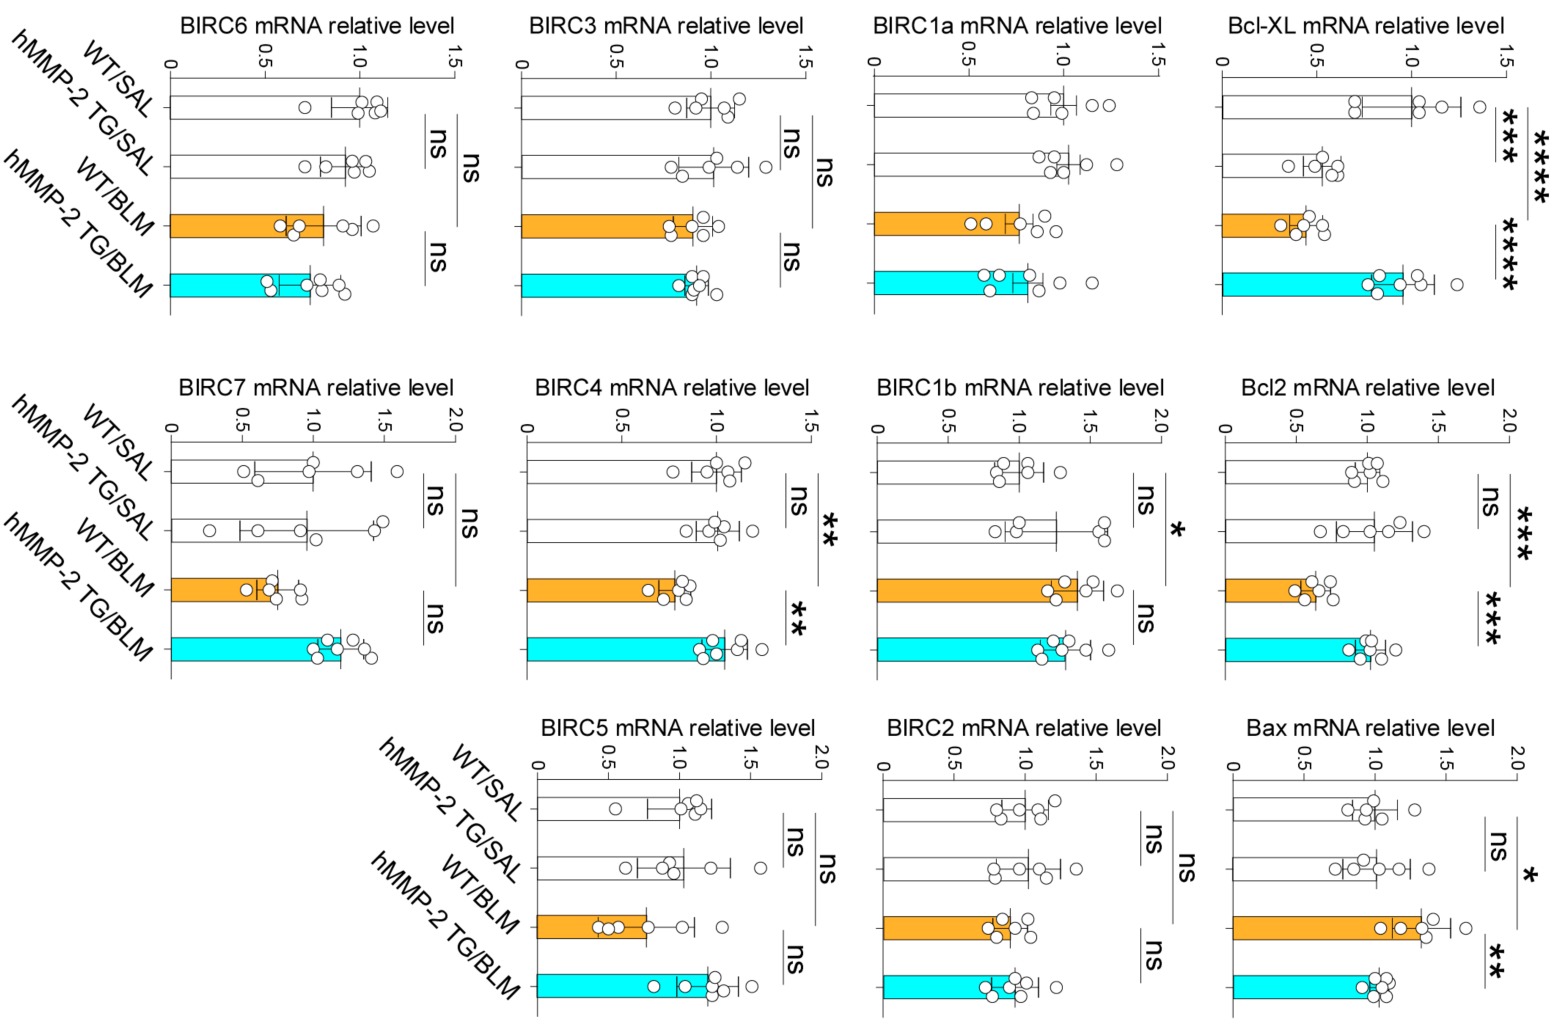 Bcl-XL mRNA relative level
1.5
1.0
0.5
0
****
***
****
Bcl2 mRNA relative level
2.0
1.5
1.0
0.5
0
***
ns
***
Bax mRNA relative level
2.0
1.5
1.0
0.5
0
*
ns
**
BIRC1a mRNA relative level
1.5
1.0
0.5
0
BIRC1b mRNA relative level
2.0
1.5
1.0
0.5
0
*
ns
ns
BIRC2 mRNA relative level
2.0
1.5
1.0
0.5
0
ns
ns
ns
BIRC3 mRNA relative level
1.5
1.0
0.5
0
ns
ns
ns
BIRC4 mRNA relative level
1.5
1.0
0.5
0
**
ns
**
BIRC5 mRNA relative level
2.0
1.5
1.0
0.5
0
ns
ns
ns
WT/SAL
hMMP-2 TG/SAL
WT/BLM
hMMP-2 TG/BLM
BIRC6 mRNA relative level
1.5
1.0
0.5
0
ns
ns
ns
WT/SAL
hMMP-2 TG/SAL
WT/BLM
hMMP-2 TG/BLM
BIRC7 mRNA relative level
2.0
1.5
1.0
0.5
0
ns
ns
ns
WT/SAL
hMMP-2 TG/SAL
WT/BLM
hMMP-2 TG/BLM